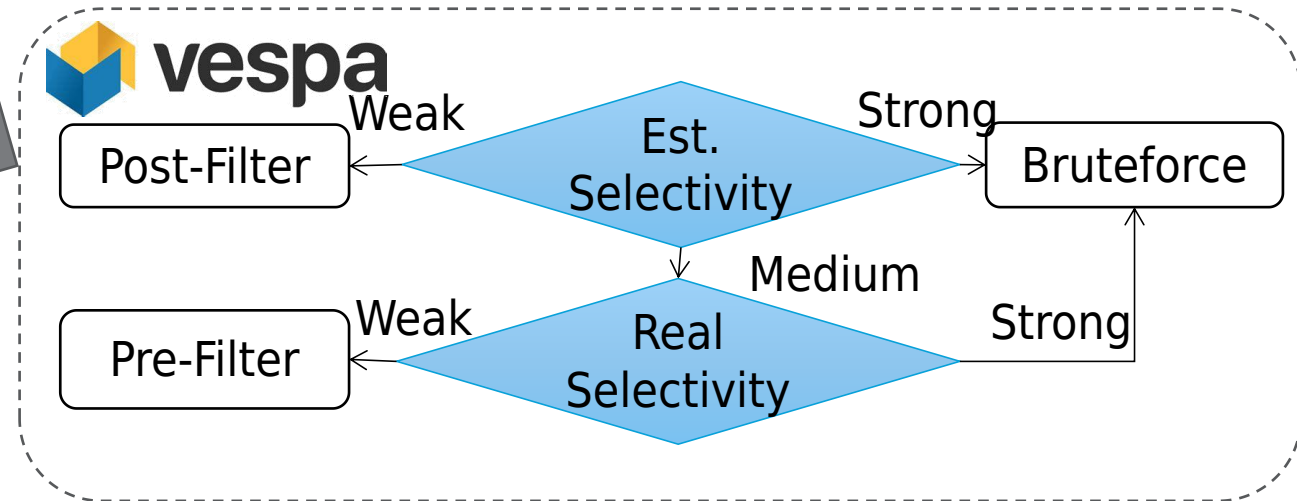 vespa
Weak
Strong
Post-Filter
Est.
Selectivity
Bruteforce
Medium
Weak
Strong
Pre-Filter
Real
Selectivity